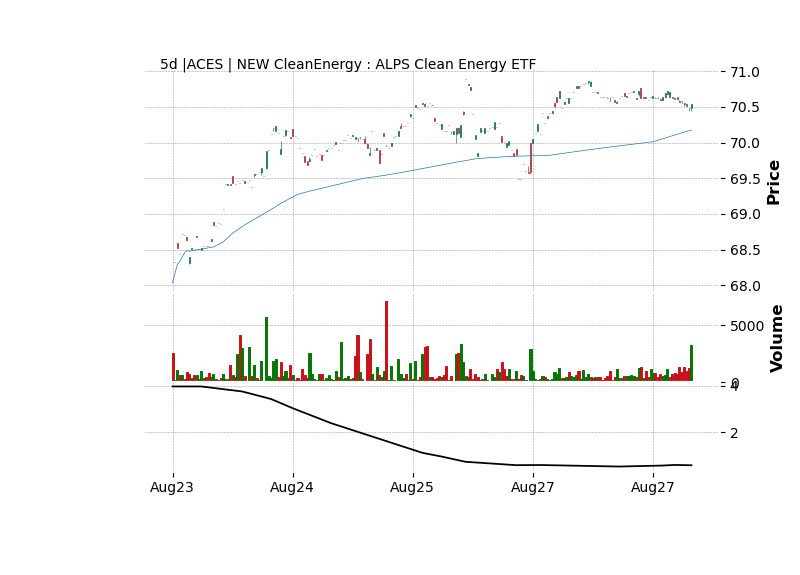 5d |ACES | NEW CleanEnergy : ALPS Clean Energy ETF
71.0
70.5
70.0
69.5
69.0
68.5
68.0
Price
5000
0
Volume
4
2
Aug23 Aug24 Aug25 Aug27 Aug27